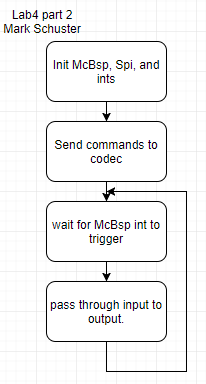 Lab4 part 2
Mark Schuster
Init McBsp, Spi, and
ints
Send commands to
codec
wait for McBsp int to
trigger
pass through input to
output.